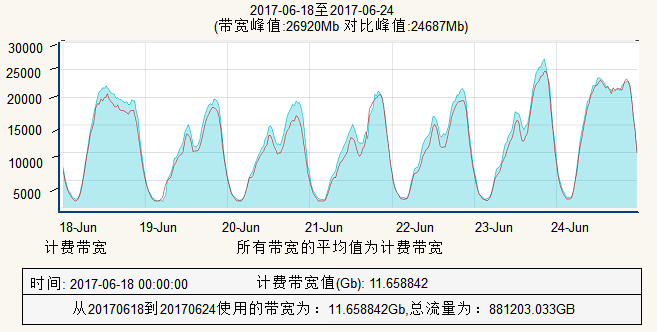 2017-06-18至2017-06-24
(带宽峰值:26920Mb 对比峰值:24687Mb)
30000
25000
20000
15000
10000
5000
18-Jun 19-Jun 20-Jun 21-Jun 22-Jun 23-Jun 24-Jun
计费带宽 所有带宽的平均值为计费带宽
时间: 2017-06-18 00:00:00 计费带宽值(Gb): 11.658842
从20170618到20170624使用的带宽为：11.658842Gb,总流量为：881203.033GB